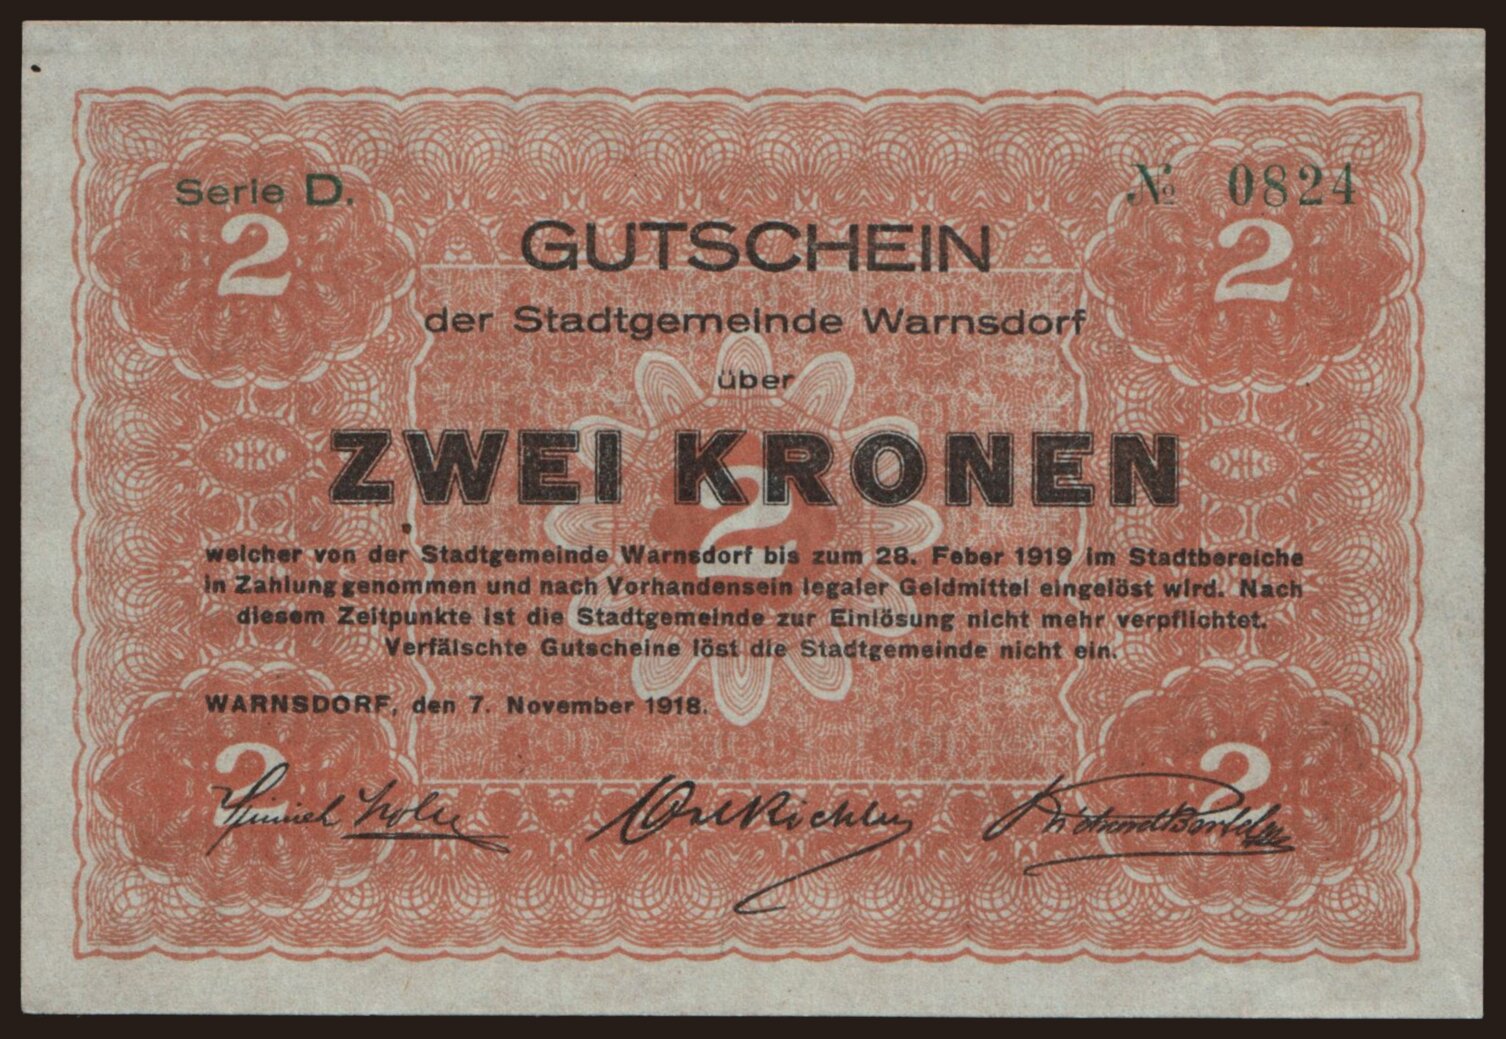 Serie D.
№ 0824
2
2
GUTSCHEIN
der Stadtgemeinde Warnsdorf
über
ZWEI KRONEN
2
welcher von der Stadtgemeinde Warnsdorf bis zum 28. Feber 1919 im Stadtbereiche
in Zahlung genommen und nach Vorhandensein legaler Geldmittel eingelöst wird. Nach
diesem Zeitpunkte ist die Stadtgemeinde zur Einlösung nicht mehr verpflichtet.
Verfälschte Gutscheine löst die Stadtgemeinde nicht ein.
WARNSDORF, den 7. November 1918.
2
2
Heinrich
Richard